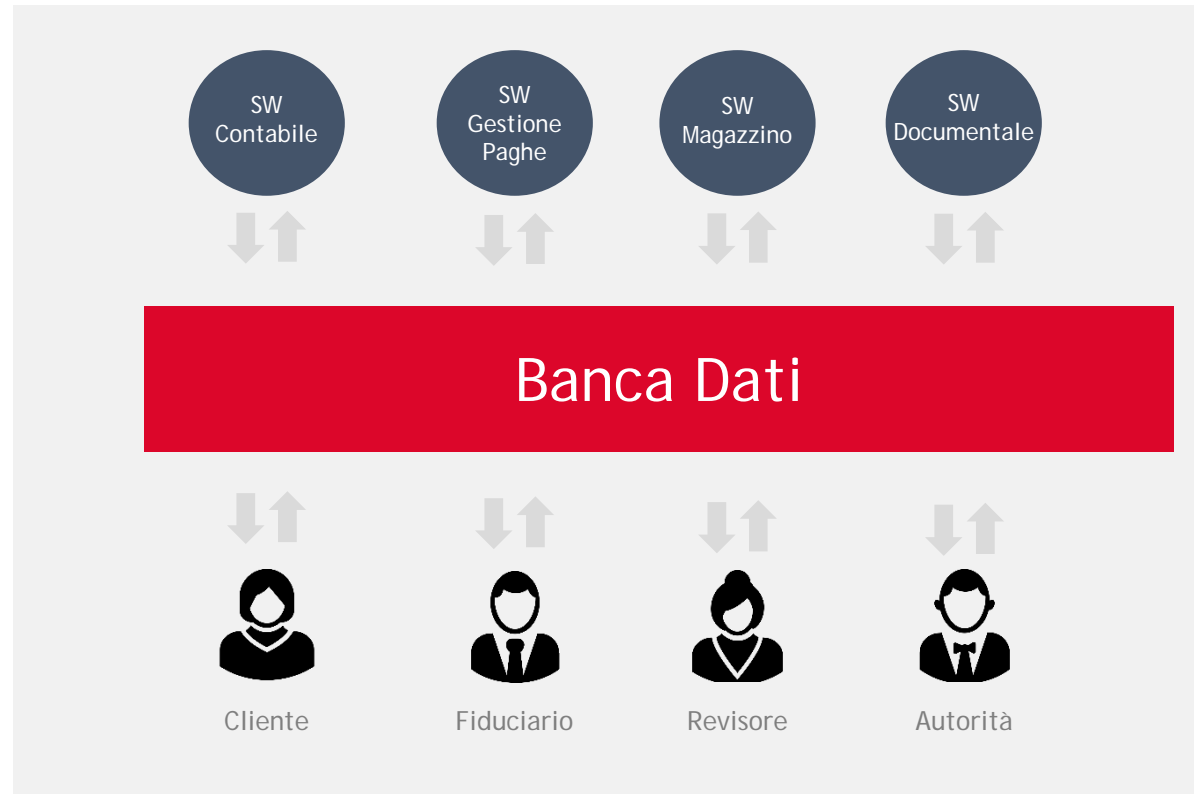 SW
Contabile
SW
Gestione
Paghe
SW
Magazzino
SW
Documentale
Banca Dati
Cliente
Fiduciario
Revisore
Autorità